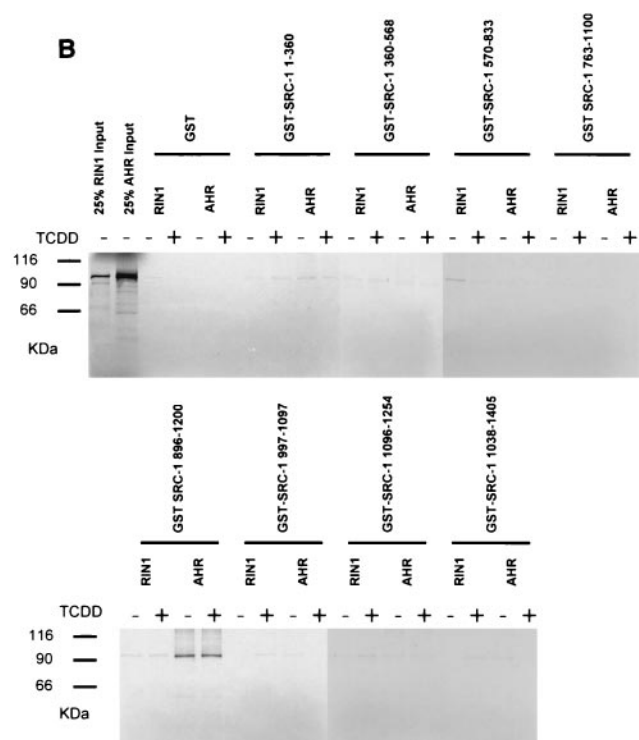 B
25% RIN1 Input
25% AHR Input
GST
GST-SRC-1 1-360
GST-SRC-1 360-568
GST-SRC-1 570-833
GST SRC-1 763-1100
RIN1
AHR
RIN1
AHR
RIN1
AHR
RIN1
AHR
RIN1
AHR
TCDD - - - + - + - + - + - + - + - + - + - + - +
116
90
66
KDa
GST SRC-1 896-1200
GST-SRC-1 997-1097
GST-SRC-1 1096-1254
GST-SRC-1 1038-1405
RIN1
AHR
RIN1
AHR
RIN1
AHR
RIN1
AHR
TCDD - + - + - + - + - + - + - + - +
116
90
66
KDa